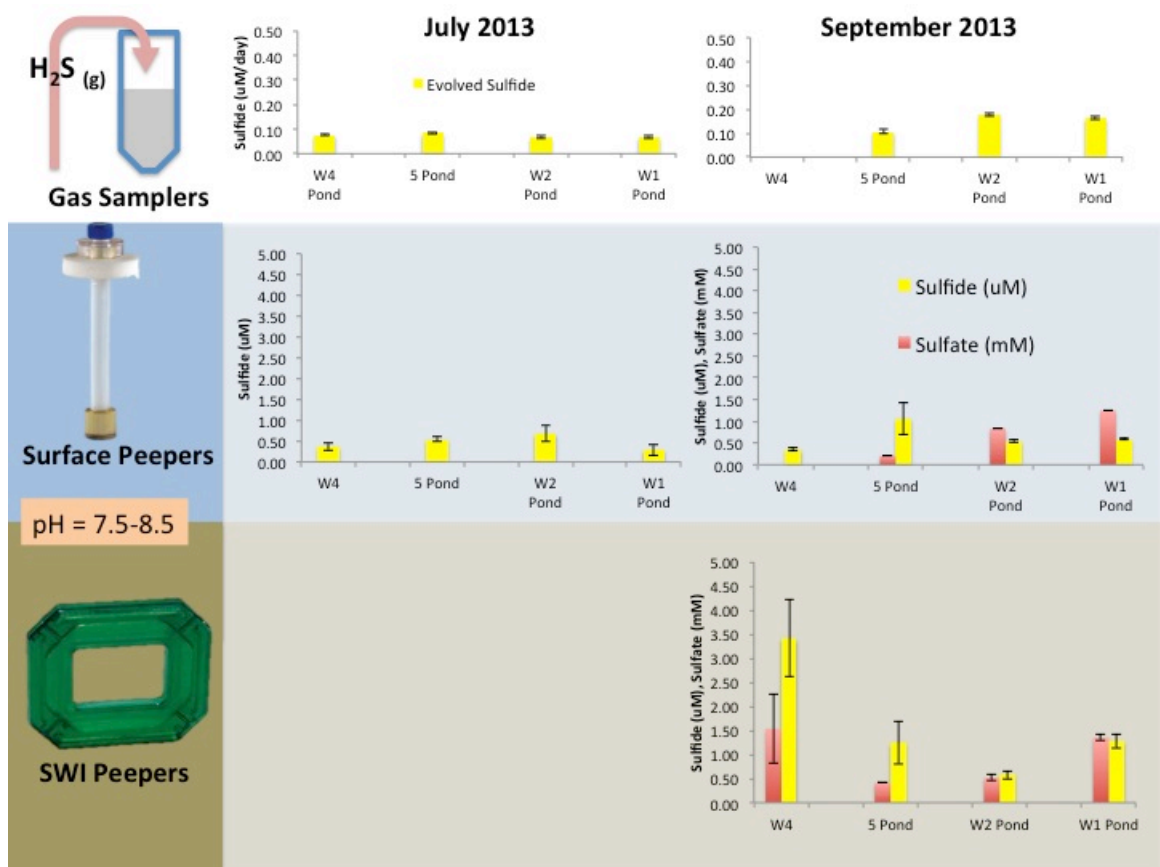 July 2013
September 2013
H2S (g)
Gas Samplers
Sulfide (uM/day)
0.50
0.40
0.30
0.20
0.10
0.00
Evolved Sulfide
W4 Pond
5 Pond
W2 Pond
W1 Pond
0.50
0.40
0.30
0.20
0.10
0.00
W4
5 Pond
W2 Pond
W1 Pond
Surface Peepers
Sulfide (uM)
5.00
4.50
4.00
3.50
3.00
2.50
2.00
1.50
1.00
0.50
0.00
W4
5 Pond
W2 Pond
W1 Pond
Sulfide (uM), Sulfate (mM)
5.00
4.50
4.00
3.50
3.00
2.50
2.00
1.50
1.00
0.50
0.00
Sulfide (uM)
Sulfate (mM)
W4
5 Pond
W2 Pond
W1 Pond
pH = 7.5-8.5
SWI Peepers
Sulfide (uM), Sulfate (mM)
5.00
4.50
4.00
3.50
3.00
2.50
2.00
1.50
1.00
0.50
0.00
W4
5 Pond
W2 Pond
W1 Pond